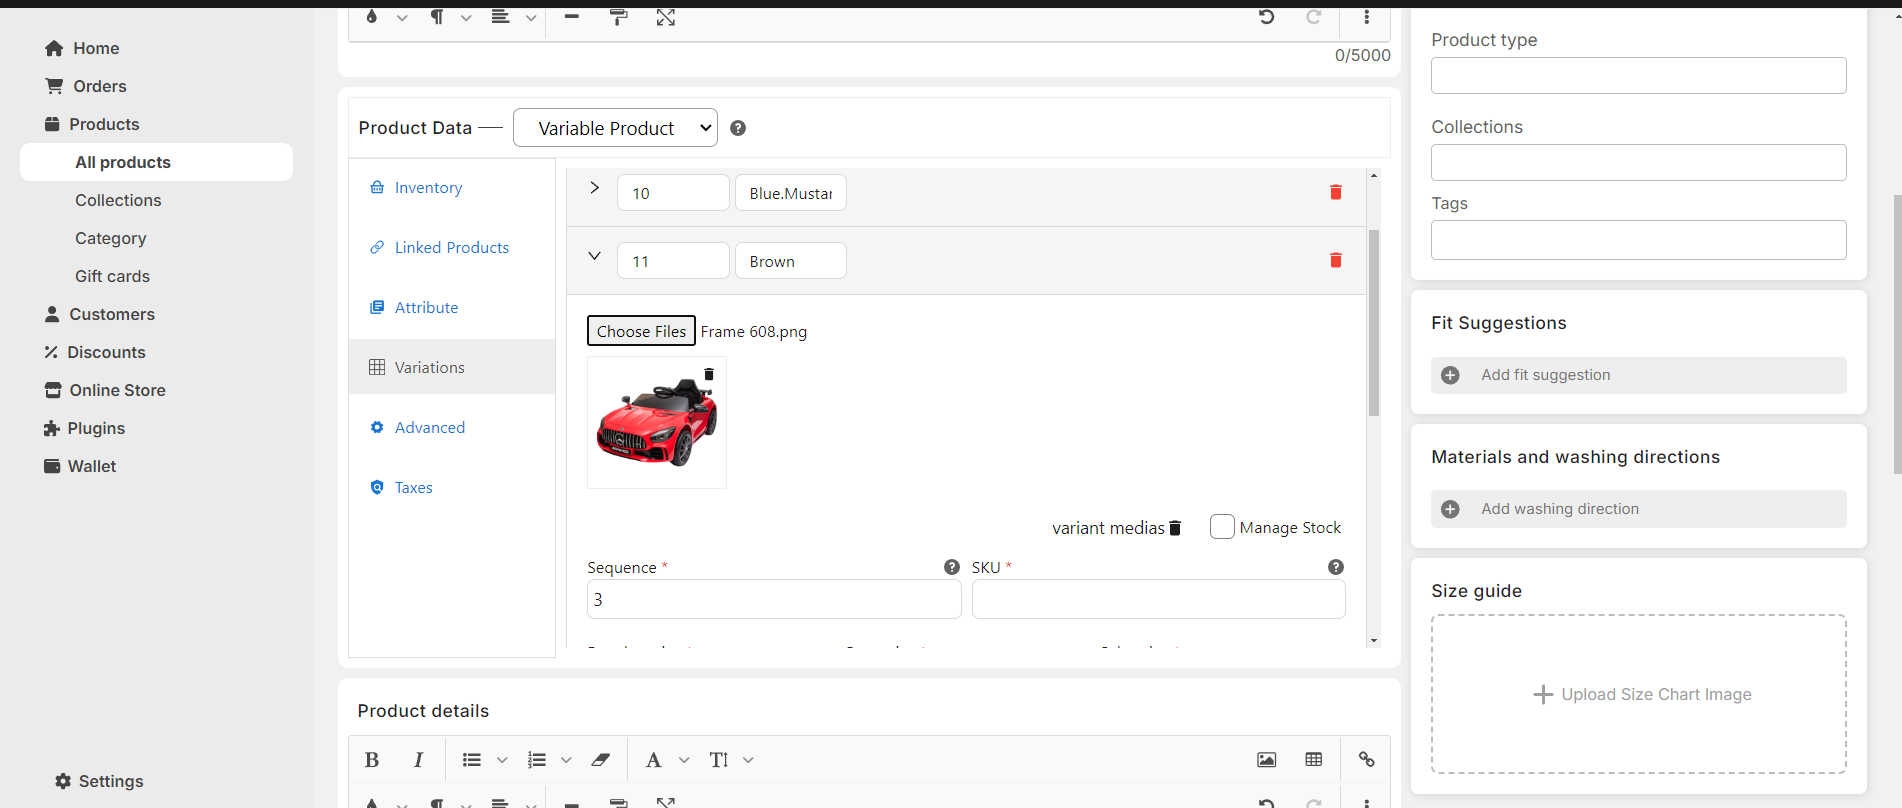 Home
Orders
Products
All products
Collections
Category
Gift cards
Customers
Discounts
Online Store
Plugins
Wallet
Settings
0/5000
Product Data
Variable Product
Inventory
Linked Products
Attribute
Variations
Advanced
Taxes
10 Blue.Mustar
11 Brown
Choose Files Frame 608.png
variant medias Manage Stock
Sequence * SKU *
3
Product details
B I A TI
Product type
Collections
Tags
Fit Suggestions
Add fit suggestion
Materials and washing directions
Add washing direction
Size guide
Upload Size Chart Image